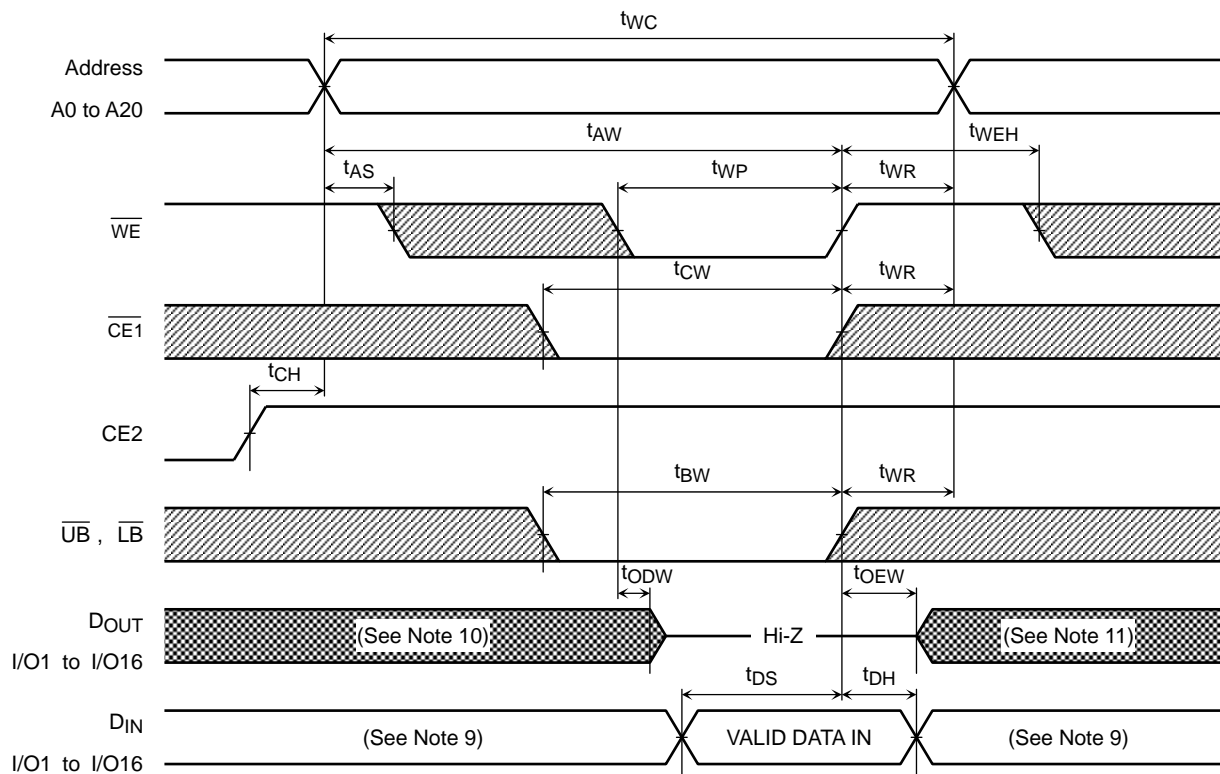 tWC
Address
A0 to A20
tAW
tWEH
tAS
tWP
tWR
WE
tCW
tWR
CE1
tCH
CE2
tBW
tWR
UB , LB
tODW
tOEW
DOUT
(See Note 10)
Hi-Z
(See Note 11)
I/O1 to I/O16
tDS
tDH
DIN
(See Note 9)
VALID DATA IN
(See Note 9)
I/O1 to I/O16